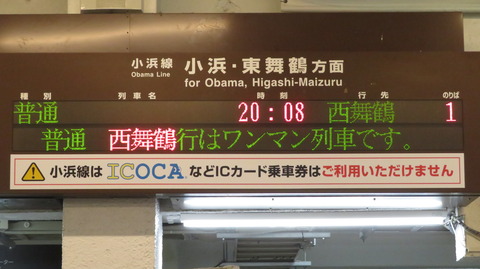 小浜線 小浜・東舞鶴方面
Obama Line for Obama, Higashi-Maizuru
種別 列車名 時刻 行先 のりば
普通 20:08 西舞鶴 1
普通 西舞鶴行はワンマン列車です。
小浜線は ICOCA などICカード乗車券はご利用いただけません